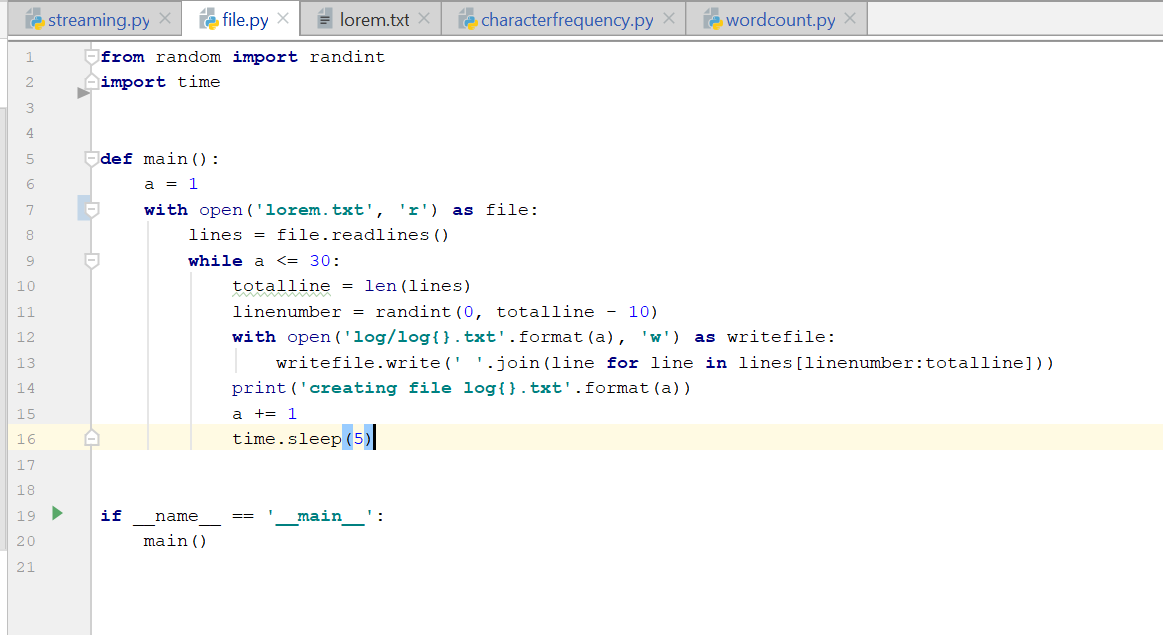 streaming.py file.py lorem.txt characterfrequency.py wordcount.py
1 from random import randint
2 import time
3
4
5 def main():
6     a = 1
7     with open('lorem.txt', 'r') as file:
8         lines = file.readlines()
9         while a <= 30:
10             totalline = len(lines)
11             linenumber = randint(0, totalline - 10)
12             with open('log/log{}.txt'.format(a), 'w') as writefile:
13                 writefile.write(' '.join(line for line in lines[linenumber:totalline]))
14             print('creating file log{}.txt'.format(a))
15             a += 1
16             time.sleep(5)
17
18
19 if __name__ == '__main__':
20     main()
21